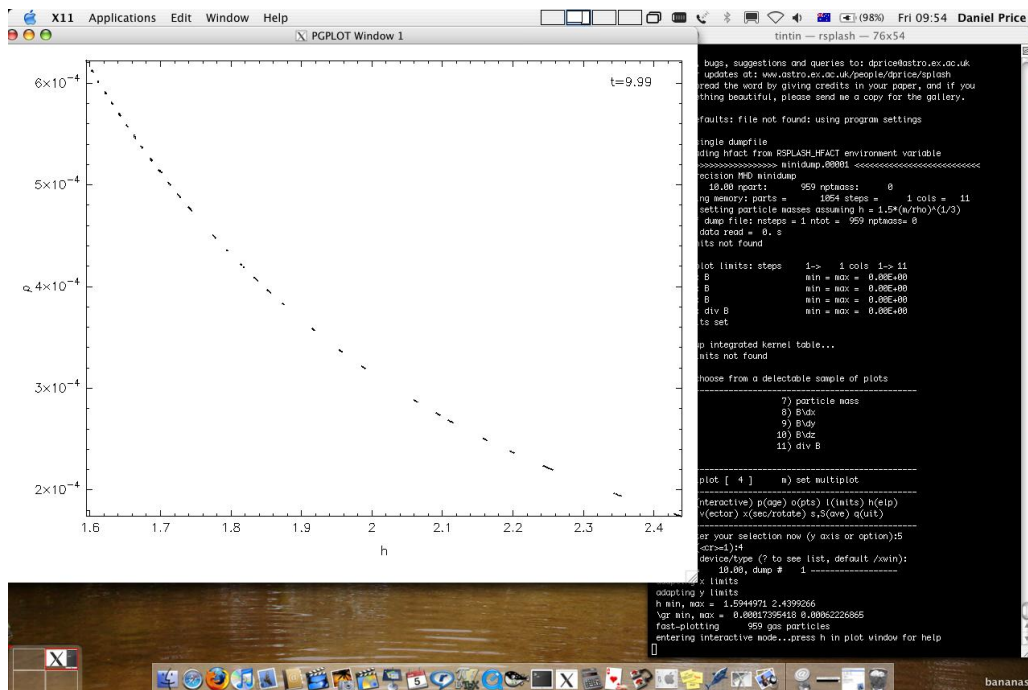 X11 Applications Edit Window Help
(98%) Fri 09:54 Daniel Price
PGPLOT Window 1
tintin — rsplash — 76x54
t=9.99
6×10⁻⁴
5×10⁻⁴
4×10⁻⁴
3×10⁻⁴
2×10⁻⁴
ρ
1.6 1.7 1.8 1.9 2 2.1 2.2 2.3 2.4
h
bugs, suggestions and queries to: dprice@astro.ex.ac.uk
updates at: www.astro.ex.ac.uk/people/dprice/splash
read the word by giving credits in your paper, and if you
thing beautiful, please send me a copy for the gallery.
efaults: file not found: using program settings
single dumpfile
ding hfact from RSPLASH_HFACT environment variable
>>>>>>>>>>>>>>>>> minidump.00001 <<<<<<<<<<<<<<<<<<<<<<<<<<
recision MHD minidump
10.00 npart: 959 nptmass: 0
ng memory: parts = 1054 steps = 1 cols = 11
setting particle masses assuming h = 1.5*(m/rho)^(1/3)
dump file: nsteps = 1 ntot = 959 nptmass= 0
data read = 0. s
mits not found
plot limits: steps 1-> 1 cols 1-> 11
: B min = max = 0.00E+00
: B min = max = 0.00E+00
: B min = max = 0.00E+00
: div B min = max = 0.00E+00
ts set
up integrated kernel table...
imits not found
choose from a delectable sample of plots
7) particle mass
8) B\dx
9) B\dy
10) B\dz
11) div B
plot [ 4 ] m) set multiplot
nteractive) p(age) o(pts) l(imits) h(elp)
v(ector) x(sec/rotate) s,S(ave) q(uit)
er your selection now (y axis or option):5
(<cr>=1):4
device/type (? to see list, default /xwin):
10.00, dump # 1 -----------------
adapting x limits
adapting y limits
h min, max = 1.5944971 2.4399266
\gr min, max = 0.00017395418 0.00062226865
fast-plotting 959 gas particles
entering interactive mode...press h in plot window for help
X
5
X
bananas